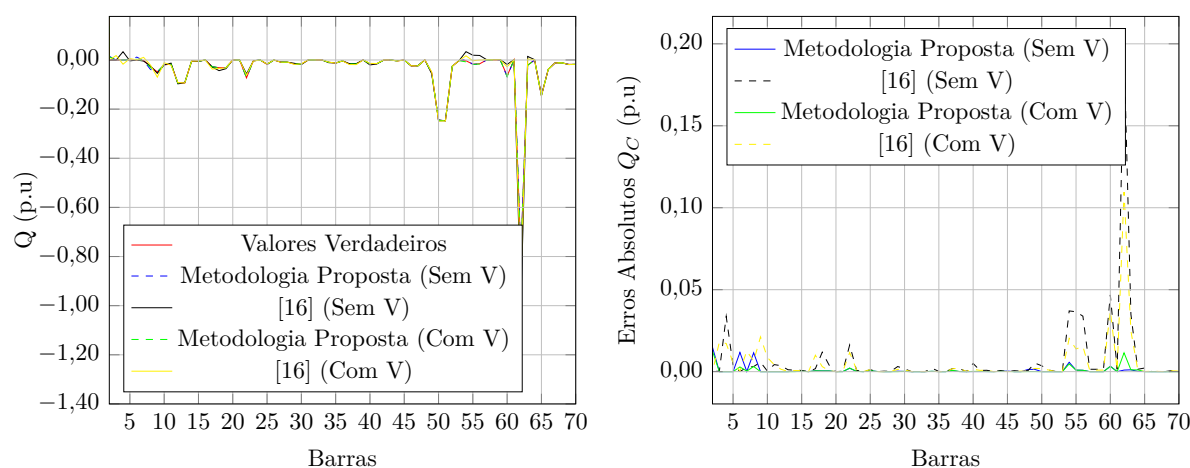 0,00
−0,20
−0,40
−0,60
−0,80
−1,00
−1,20
−1,40
Q (p.u)
5 10 15 20 25 30 35 40 45 50 55 60 65 70
Barras
Valores Verdadeiros
Metodologia Proposta (Sem V)
[16] (Sem V)
Metodologia Proposta (Com V)
[16] (Com V)
0,20
0,15
0,10
0,05
0,00
Erros Absolutos Q_C (p.u)
5 10 15 20 25 30 35 40 45 50 55 60 65 70
Barras
Metodologia Proposta (Sem V)
[16] (Sem V)
Metodologia Proposta (Com V)
[16] (Com V)